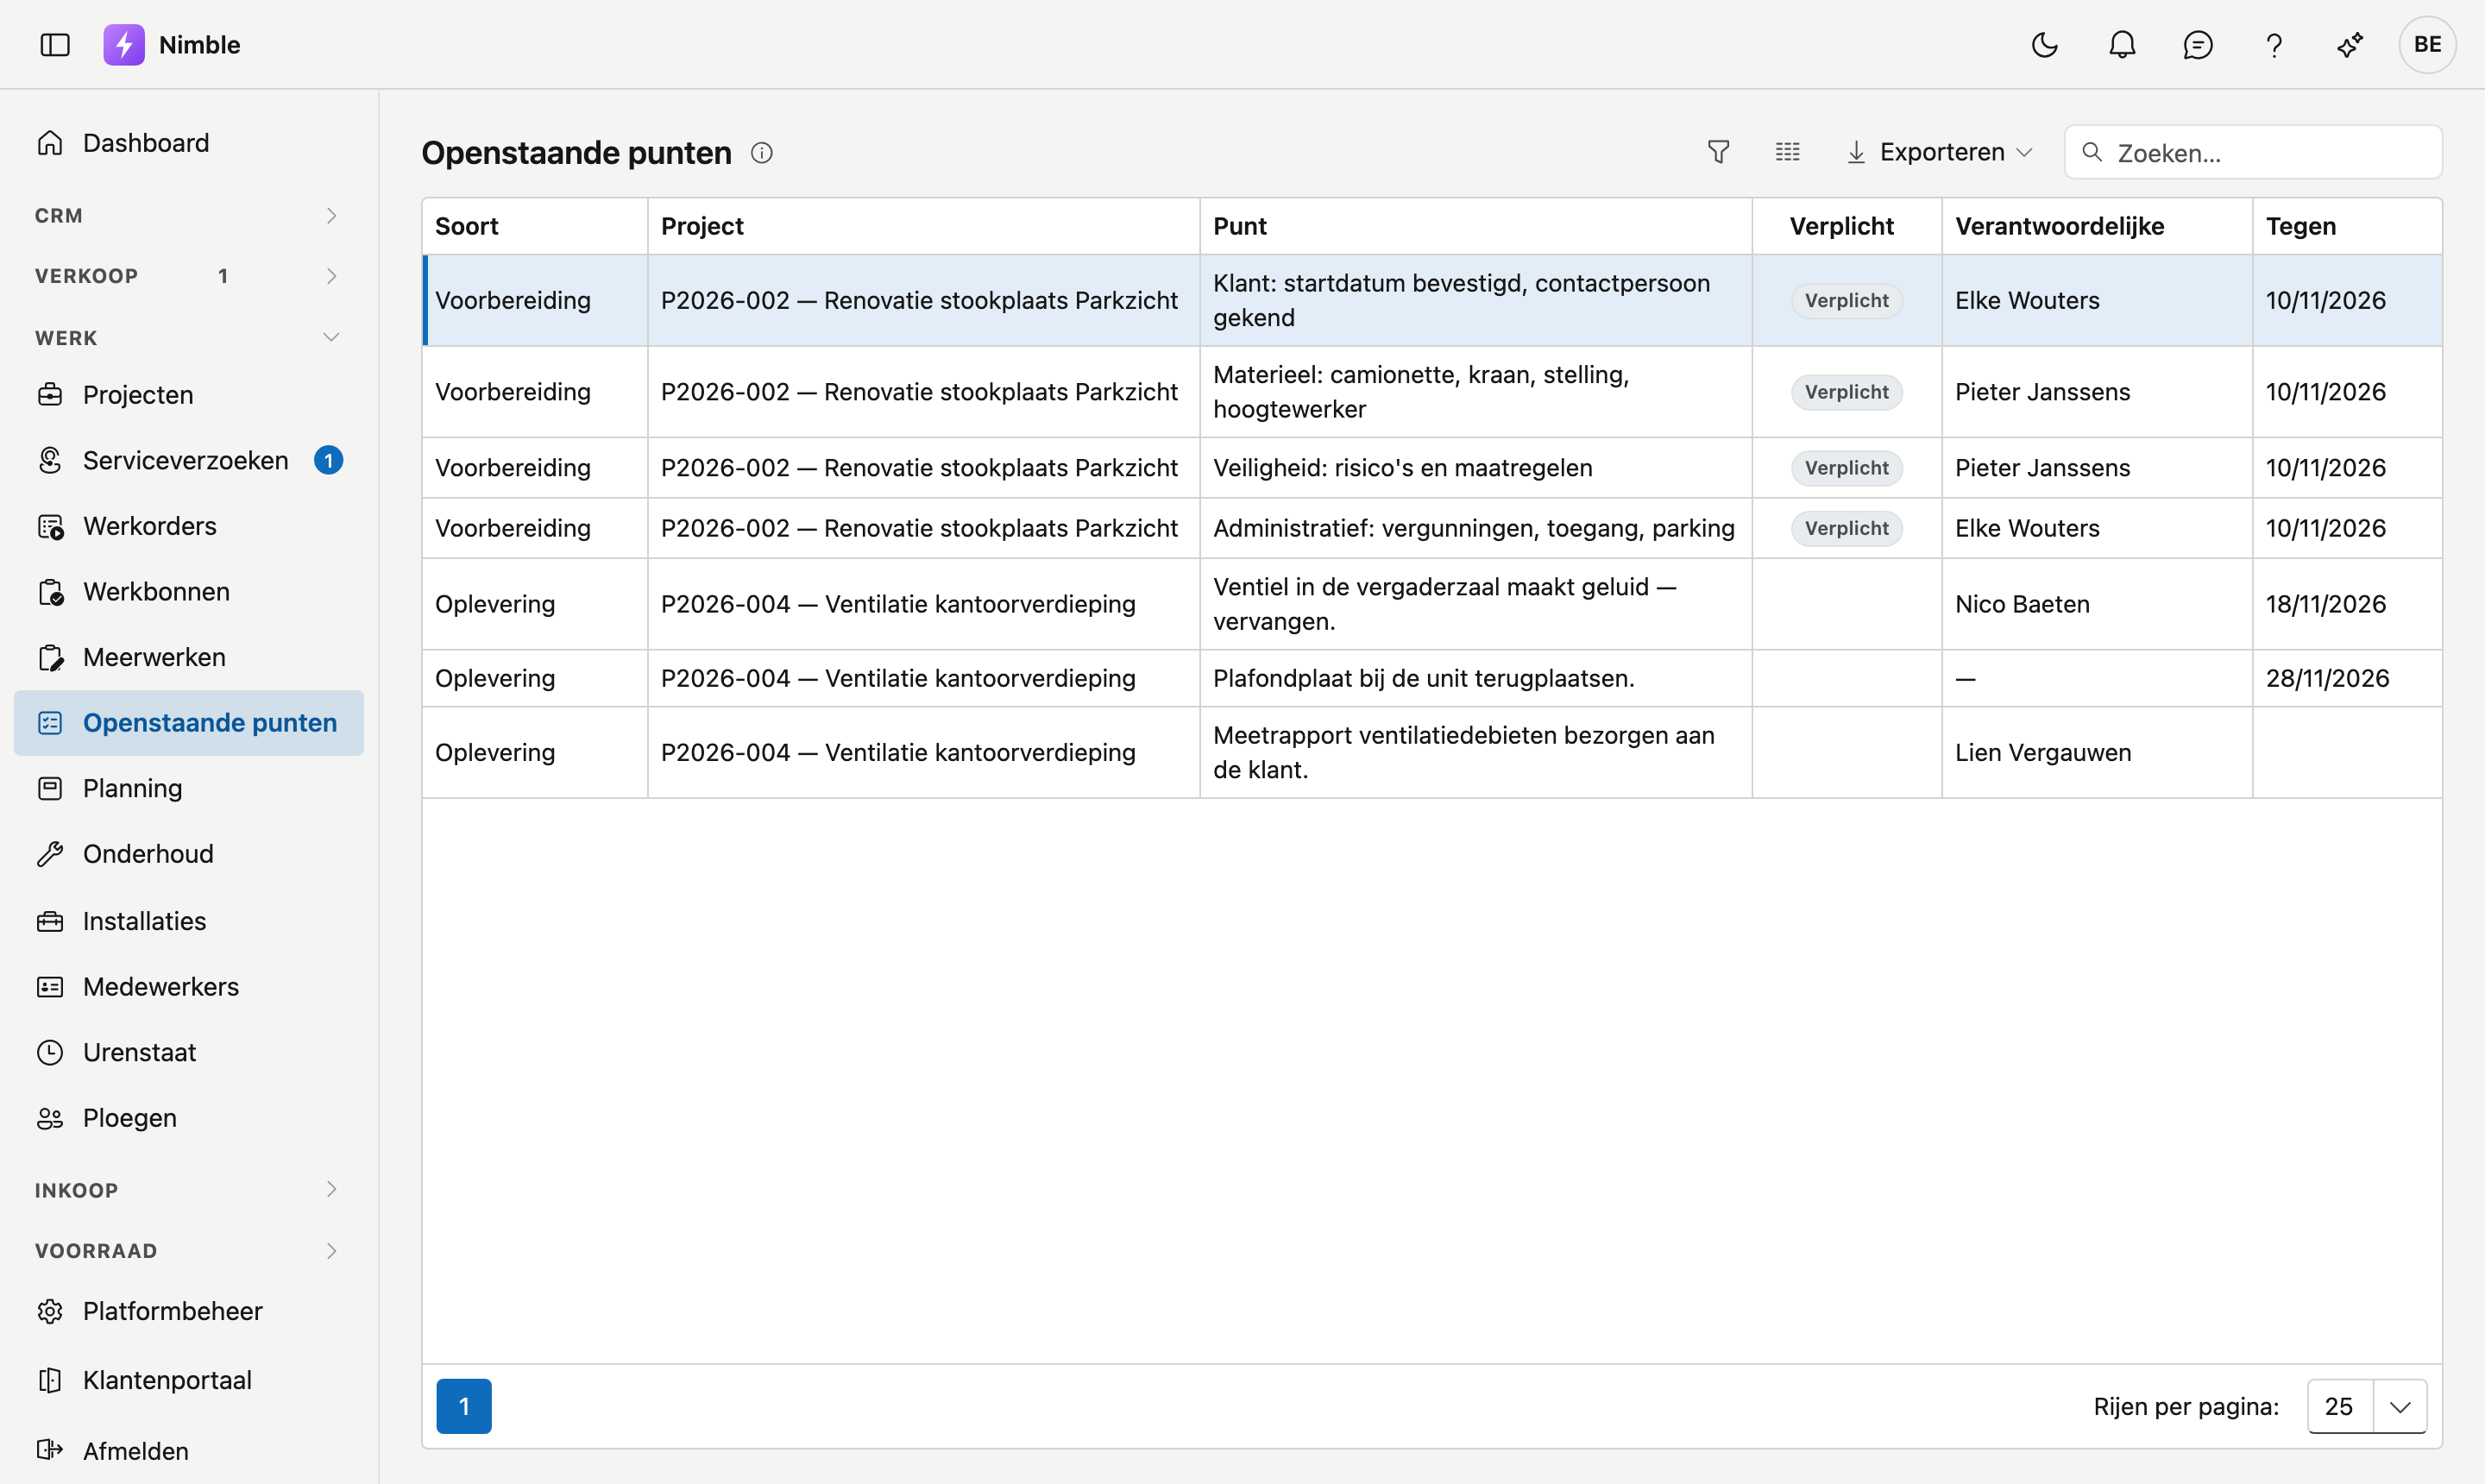 Nimble
BE
Dashboard
CRM
VERKOOP 1
WERK
Projecten
Serviceverzoeken 1
Werkorders
Werkbonnen
Meerwerken
Openstaande punten
Planning
Onderhoud
Installaties
Medewerkers
Urenstaat
Ploegen
INKOOP
VOORRAAD
Platformbeheer
Klantenportaal
Afmelden
Openstaande punten
Exporteren
Zoeken...
Soort Project Punt Verplicht Verantwoordelijke Tegen
Voorbereiding P2026-002 — Renovatie stookplaats Parkzicht Klant: startdatum bevestigd, contactpersoon
gekend Verplicht Elke Wouters 10/11/2026
Voorbereiding P2026-002 — Renovatie stookplaats Parkzicht Materieel: camionette, kraan, stelling,
hoogtewerker Verplicht Pieter Janssens 10/11/2026
Voorbereiding P2026-002 — Renovatie stookplaats Parkzicht Veiligheid: risico's en maatregelen Verplicht Pieter Janssens 10/11/2026
Voorbereiding P2026-002 — Renovatie stookplaats Parkzicht Administratief: vergunningen, toegang, parking Verplicht Elke Wouters 10/11/2026
Oplevering P2026-004 — Ventilatie kantoorverdieping Ventiel in de vergaderzaal maakt geluid —
vervangen. Nico Baeten 18/11/2026
Oplevering P2026-004 — Ventilatie kantoorverdieping Plafondplaat bij de unit terugplaatsen. — 28/11/2026
Oplevering P2026-004 — Ventilatie kantoorverdieping Meetrapport ventilatiedebieten bezorgen aan
de klant. Lien Vergauwen
1
Rijen per pagina: 25